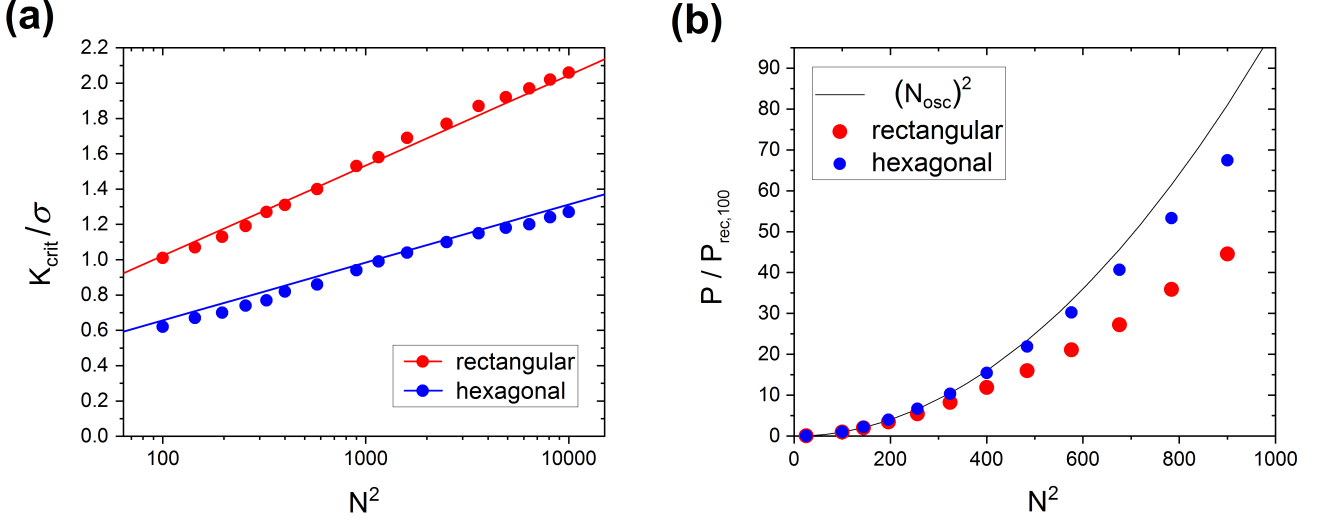 (a)
2.2
2.0
1.8
1.6
1.4
1.2
1.0
0.8
0.6
0.4
0.2
0.0
K_crit/σ
100
1000
10000
N²
rectangular
hexagonal
(b)
90
80
70
60
50
40
30
20
10
0
P / P_rec,100
0
200
400
600
800
1000
N²
(N_osc)²
rectangular
hexagonal